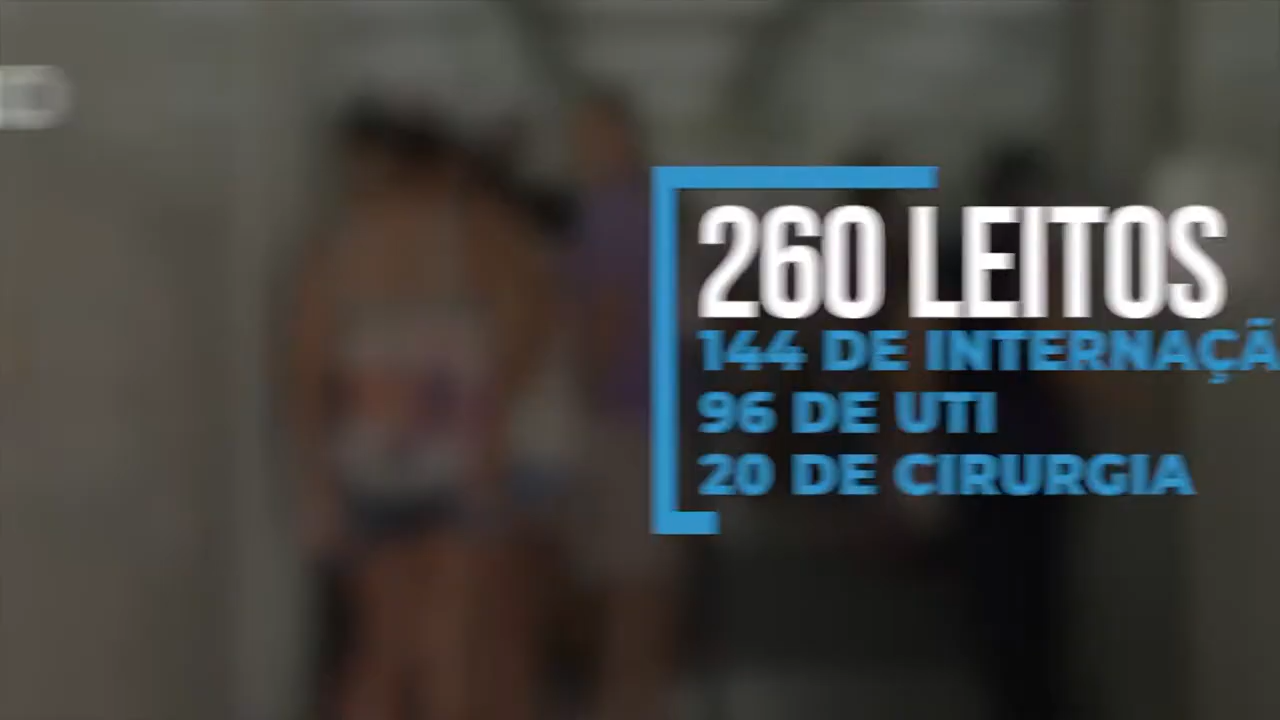 260 LEITOS
144 DE INTERNAÇÃ
96 DE UTI
20 DE CIRURGIA